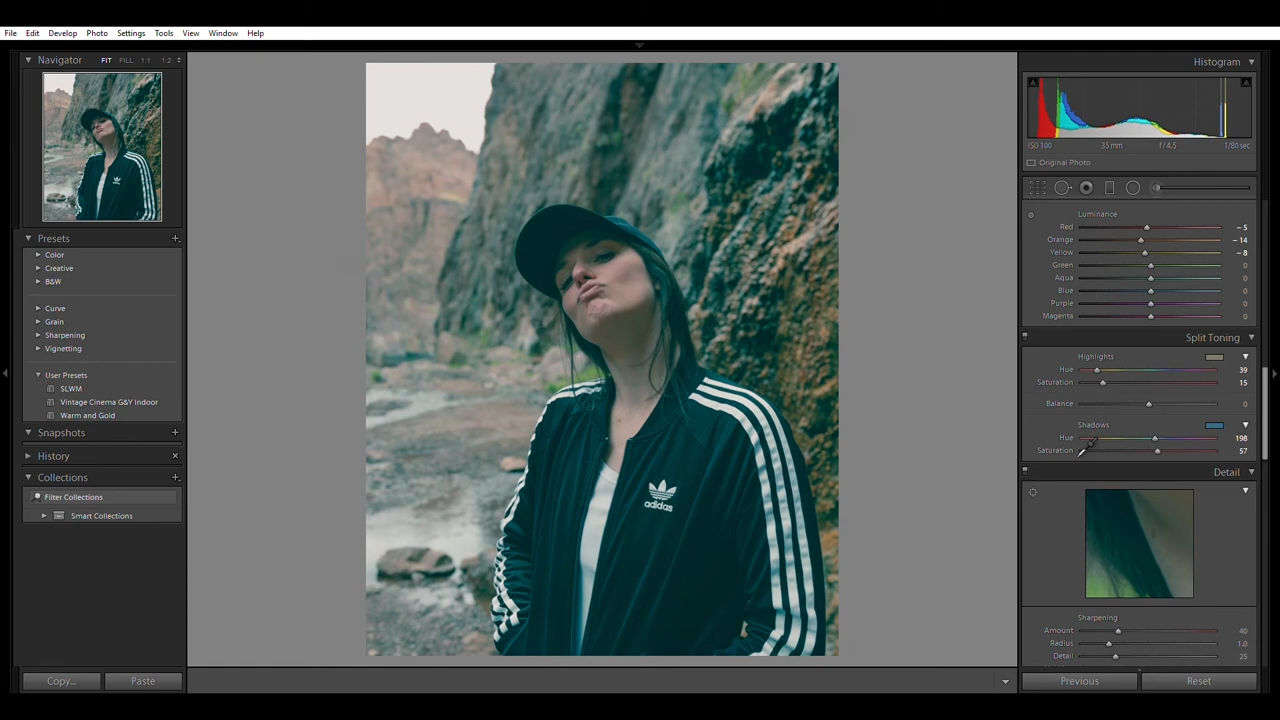 File Edit Develop Photo Settings Tools View Window Help
Navigator FIT FILL 1:1 1:2
Presets
Color
Creative
B&W
Curve
Grain
Sharpening
Vignetting
User Presets
SLWM
Vintage Cinema G&Y Indoor
Warm and Gold
Snapshots
History
Collections
Filter Collections
Smart Collections
Copy... Paste
adidas
Histogram
ISO 100 35 mm f / 4.5 1/80 sec
Original Photo
Luminance
Red - 5
Orange - 14
Yellow - 8
Green 0
Aqua 0
Blue 0
Purple 0
Magenta 0
Split Toning
Highlights
Hue 39
Saturation 15
Balance 0
Shadows
Hue 198
Saturation 57
Detail
Sharpening
Amount 40
Radius 1.0
Detail 25
Previous Reset